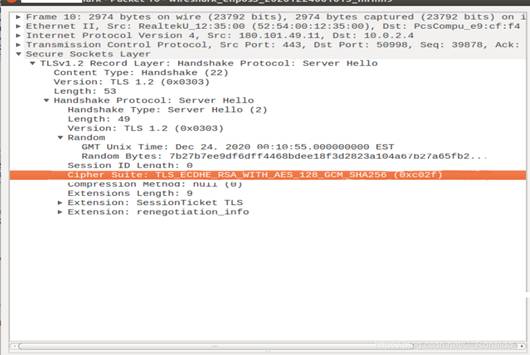 Frame 10: 2974 bytes on wire (23792 bits), 2974 bytes captured (23792 bits) on i
Ethernet II, Src: RealtekU_12:35:00 (52:54:00:12:35:00), Dst: PcsCompu_e9:cf:f4
Internet Protocol Version 4, Src: 180.101.49.11, Dst: 10.0.2.4
Transmission Control Protocol, Src Port: 443, Dst Port: 50998, Seq: 39878, Ack:
Secure Sockets Layer
TLSv1.2 Record Layer: Handshake Protocol: Server Hello
Content Type: Handshake (22)
Version: TLS 1.2 (0x0303)
Length: 53
Handshake Protocol: Server Hello
Handshake Type: Server Hello (2)
Length: 49
Version: TLS 1.2 (0x0303)
Random
GMT Unix Time: Dec 24, 2020 00:10:55.000000000 EST
Random Bytes: 7b27b7ee9df6dff4468bdee18f3d2823a104a67b27a65fb2...
Session ID Length: 0
Cipher Suite: TLS_ECDHE_RSA_WITH_AES_128_GCM_SHA256 (0xc02f)
Compression Method: null (0)
Extensions Length: 9
Extension: SessionTicket TLS
Extension: renegotiation_info